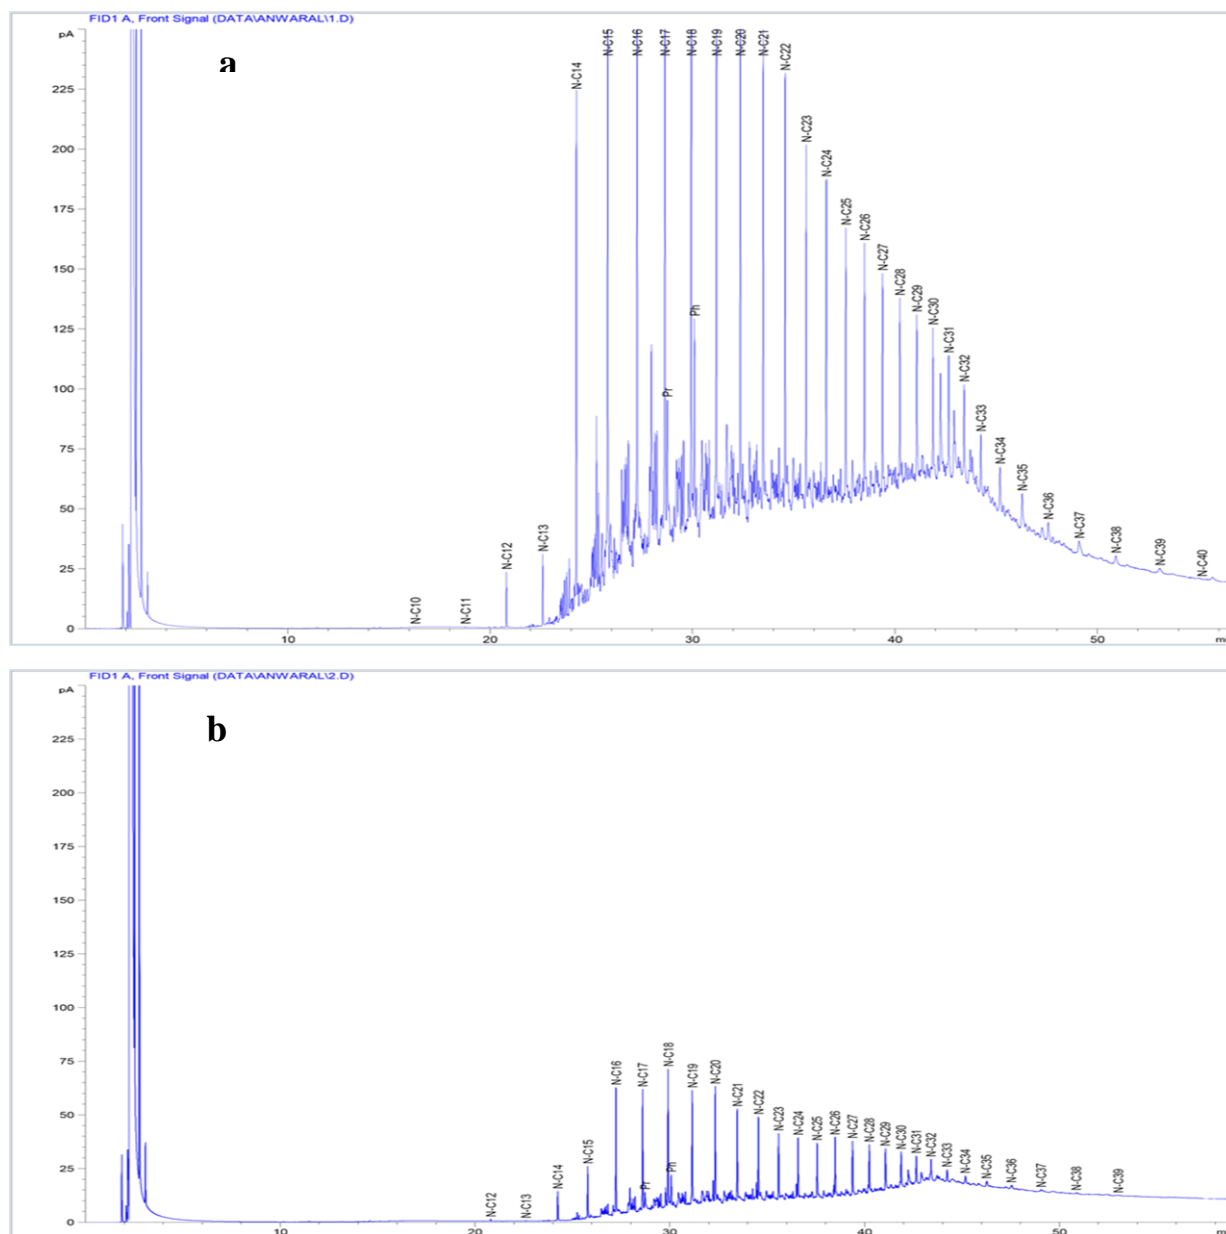 FID1 A, Front Signal (DATA\ANWARAL\1.D)
pA
a
225
200
175
150
125
100
75
50
25
0
N-C10
N-C11
N-C12
N-C13
N-C14
N-C15
N-C16
N-C17
Pr
N-C18
Ph
N-C19
N-C20
N-C21
N-C22
N-C23
N-C24
N-C25
N-C26
N-C27
N-C28
N-C29
N-C30
N-C31
N-C32
N-C33
N-C34
N-C35
N-C36
N-C37
N-C38
N-C39
N-C40
10 20 30 40 50 m
FID1 A, Front Signal (DATA\ANWARAL\2.D)
pA
b
225
200
175
150
125
100
75
50
25
0
N-C12
N-C13
N-C14
N-C15
N-C16
N-C17
Pr
N-C18
Ph
N-C19
N-C20
N-C21
N-C22
N-C23
N-C24
N-C25
N-C26
N-C27
N-C28
N-C29
N-C30
N-C31
N-C32
N-C33
N-C34
N-C35
N-C36
N-C37
N-C38
N-C39
10 20 30 40 50 m